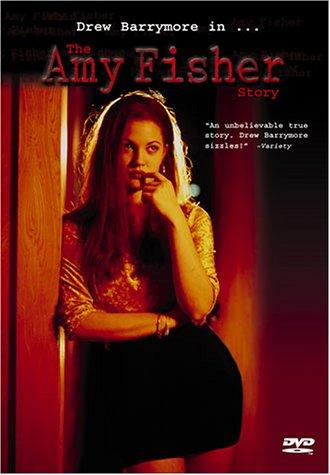 Drew Barrymore in ...
The
Amy Fisher
Story
"An unbelievable true
story. Drew Barrymore
sizzles!" -Variety
DVD